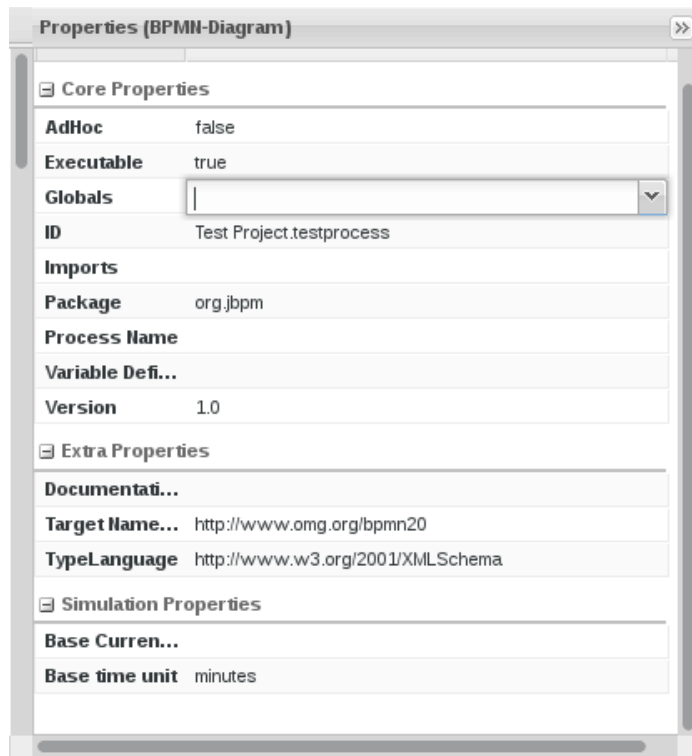 Properties (BPMN-Diagram)
Core Properties
AdHoc false
Executable true
Globals
ID Test Project.testprocess
Imports
Package org.jbpm
Process Name
Variable Defi...
Version 1.0
Extra Properties
Documentati...
Target Name... http://www.omg.org/bpmn20
TypeLanguage http://www.w3.org/2001/XMLSchema
Simulation Properties
Base Curren...
Base time unit minutes